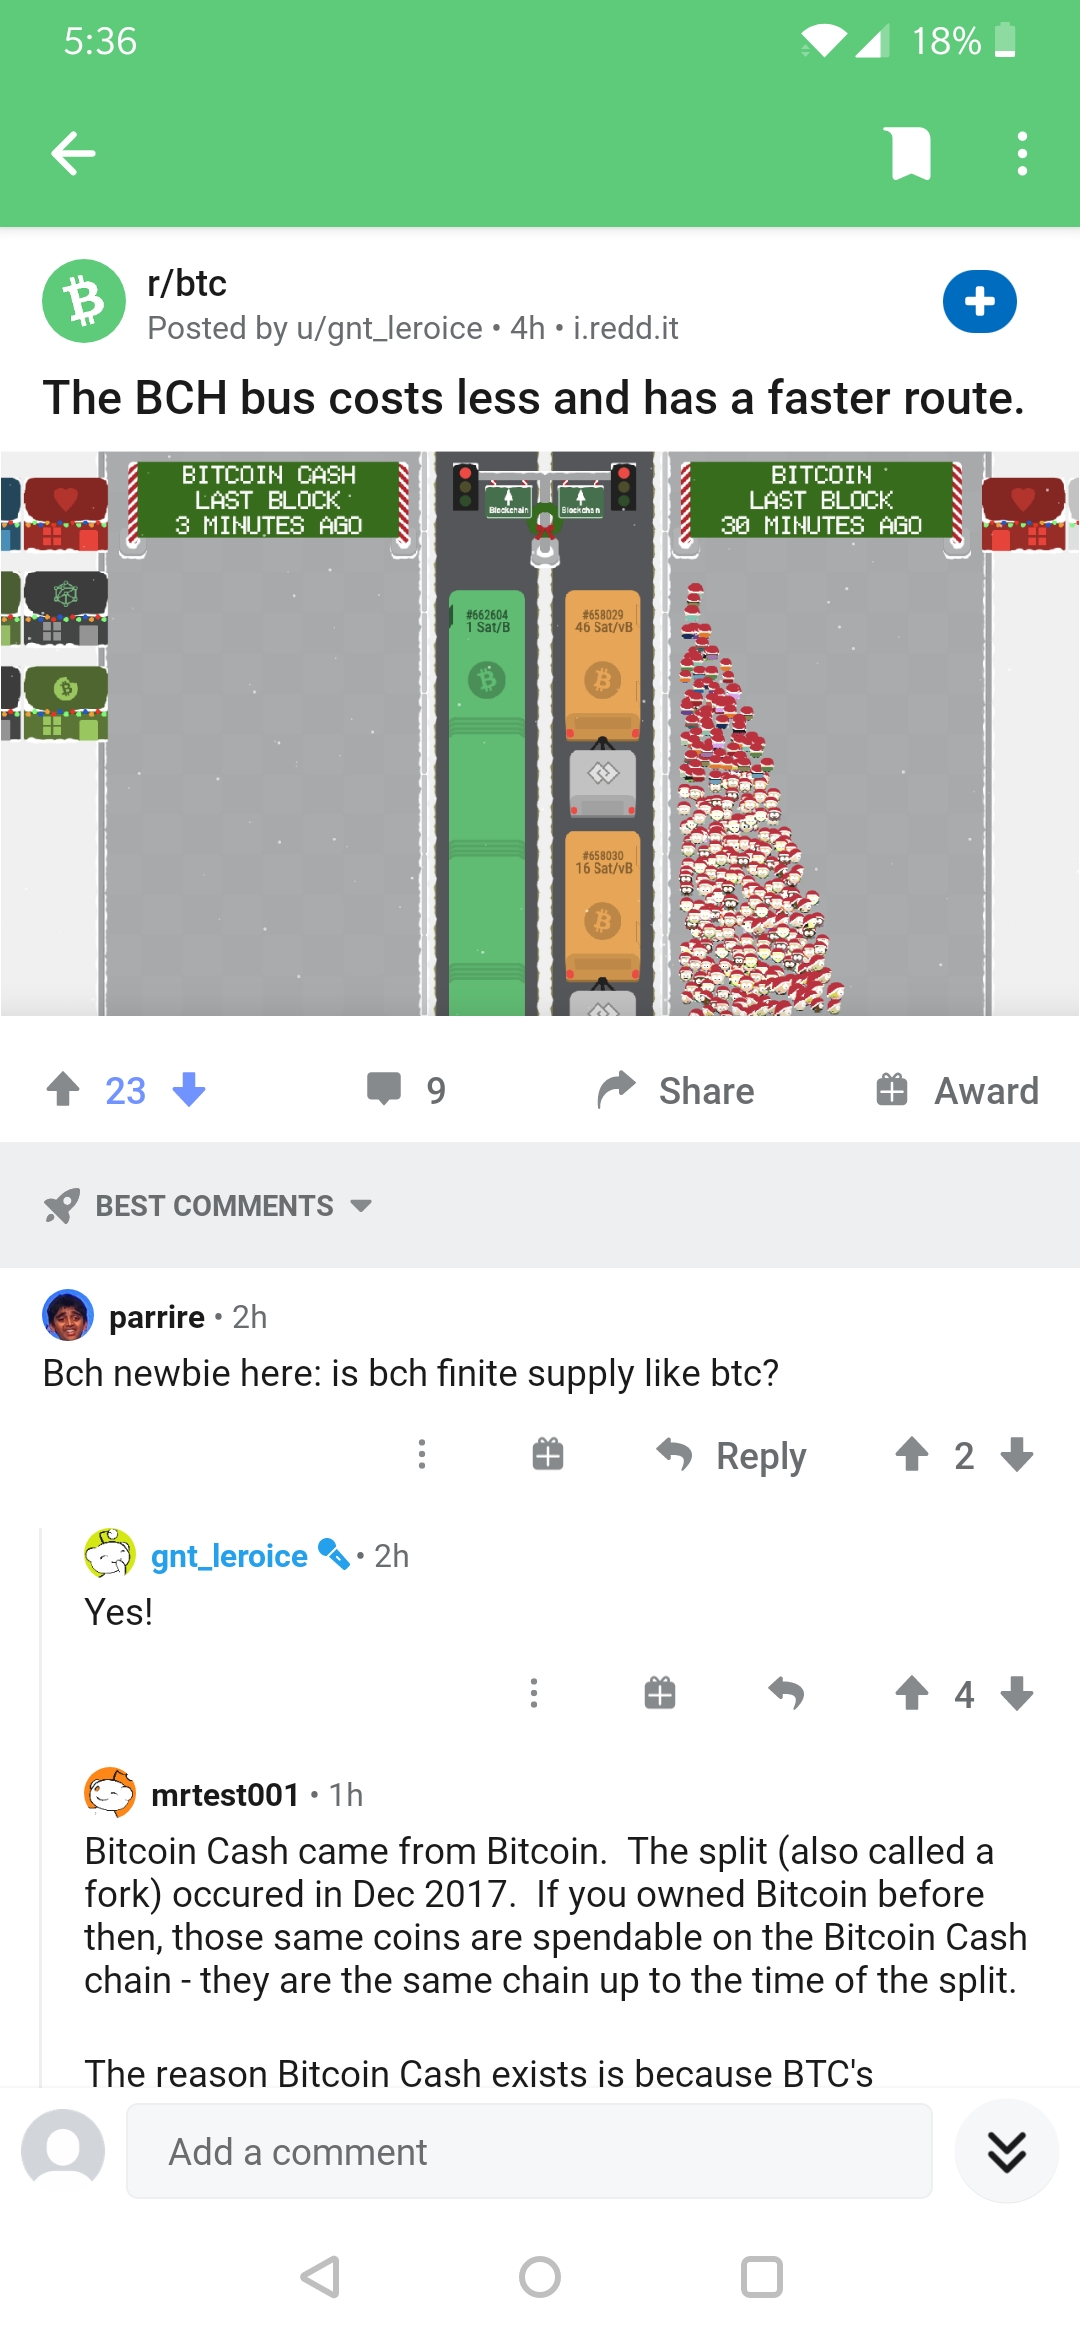 5:36
18%
r/btc
Posted by u/gnt_leroice • 4h • i.redd.it
The BCH bus costs less and has a faster route.
BITCOIN CASH
LAST BLOCK
3 MINUTES AGO
Blockchain
Blockchain
BITCOIN
LAST BLOCK
30 MINUTES AGO
#662604
1 Sat/B
#658029
46 Sat/vB
#658030
16 Sat/vB
23
9
Share
Award
BEST COMMENTS
parrire • 2h
Bch newbie here: is bch finite supply like btc?
Reply
2
gnt_leroice • 2h
Yes!
4
mrtest001 • 1h
Bitcoin Cash came from Bitcoin. The split (also called a
fork) occured in Dec 2017. If you owned Bitcoin before
then, those same coins are spendable on the Bitcoin Cash
chain - they are the same chain up to the time of the split.
The reason Bitcoin Cash exists is because BTC's
Add a comment